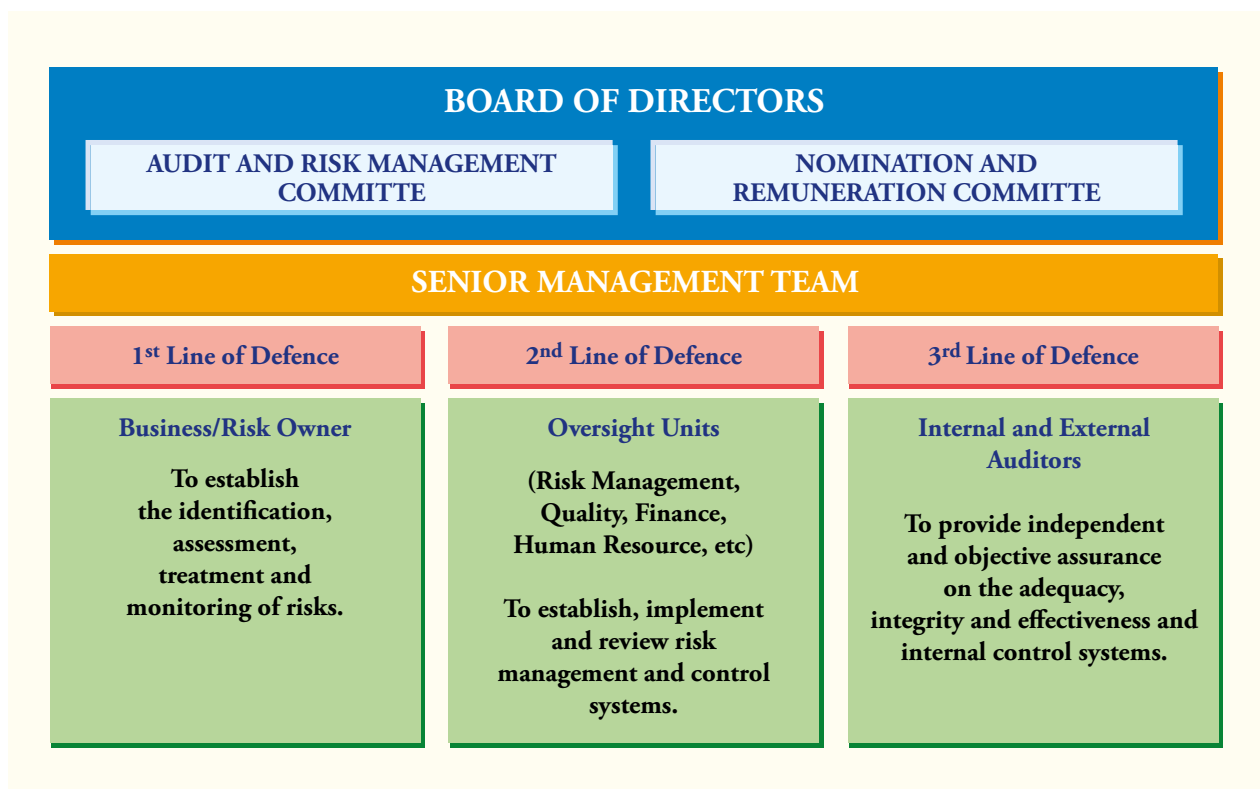 BOARD OF DIRECTORS
AUDIT AND RISK MANAGEMENT
COMMITTE
NOMINATION AND
REMUNERATION COMMITTE
SENIOR MANAGEMENT TEAM
1st Line of Defence
Business/Risk Owner
To establish
the identification,
assessment,
treatment and
monitoring of risks.
2nd Line of Defence
Oversight Units
(Risk Management,
Quality, Finance,
Human Resource, etc)
To establish, implement
and review risk
management and control
systems.
3rd Line of Defence
Internal and External
Auditors
To provide independent
and objective assurance
on the adequacy,
integrity and effectiveness and
internal control systems.